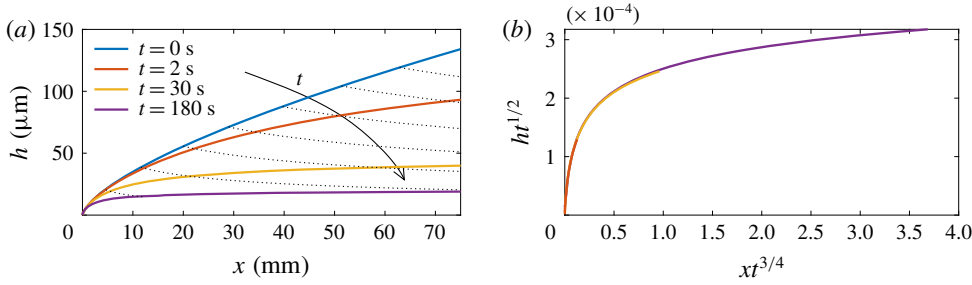 (a)
150
100
50
0
10 20 30 40 50 60 70
h (μm)
x (mm)
t = 0 s
t = 2 s
t = 30 s
t = 180 s
t
(b)
(× 10⁻⁴)
3
2
1
0
0.5 1.0 1.5 2.0 2.5 3.0 3.5 4.0
ht^{1/2}
xt^{3/4}